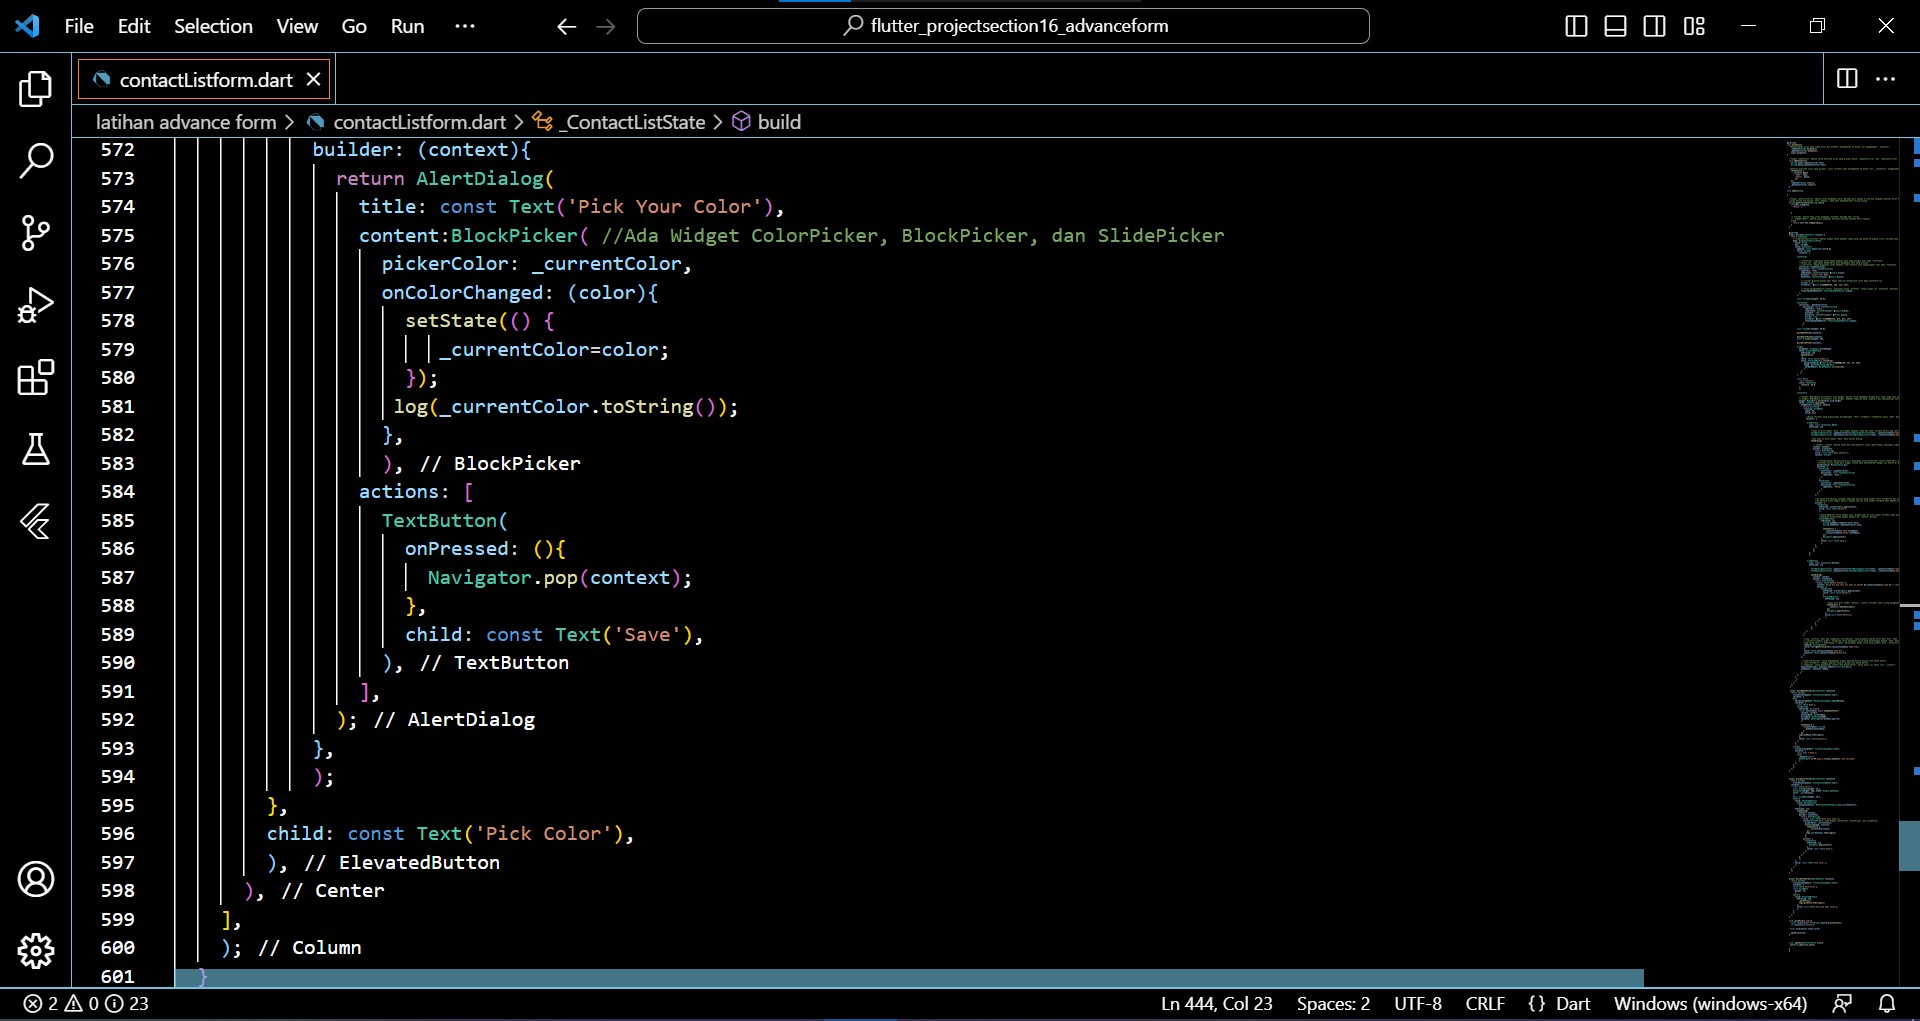 File Edit Selection View Go Run ··· flutter_projectsection16_advanceform
contactListform.dart
latihan advance form > contactListform.dart > _ContactListState > build
572 builder: (context){
573 return AlertDialog(
574 title: const Text('Pick Your Color'),
575 content:BlockPicker( //Ada Widget ColorPicker, BlockPicker, dan SlidePicker
576 pickerColor: _currentColor,
577 onColorChanged: (color){
578 setState(() {
579 _currentColor=color;
580 });
581 log(_currentColor.toString());
582 },
583 ), // BlockPicker
584 actions: [
585 TextButton(
586 onPressed: (){
587 Navigator.pop(context);
588 },
589 child: const Text('Save'),
590 ), // TextButton
591 ],
592 ); // AlertDialog
593 },
594 );
595 },
596 child: const Text('Pick Color'),
597 ), // ElevatedButton
598 ), // Center
599 ],
600 ); // Column
601 }
2 0 23 Ln 444, Col 23 Spaces: 2 UTF-8 CRLF {} Dart Windows (windows-x64)